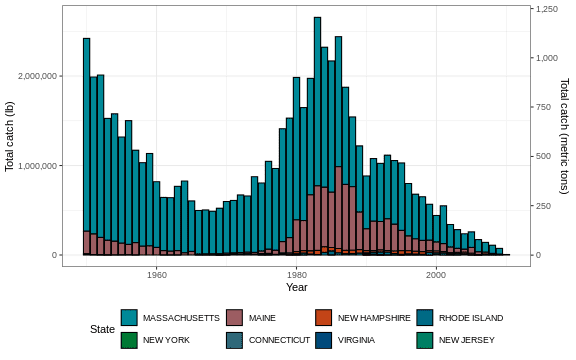 1,250
2,000,000
1,000
750
1,000,000
500
250
0
0
Total catch (lb)
Total catch (metric tons)
1960
1980
2000
Year
State
MASSACHUSETTS
MAINE
NEW HAMPSHIRE
RHODE ISLAND
NEW YORK
CONNECTICUT
VIRGINIA
NEW JERSEY